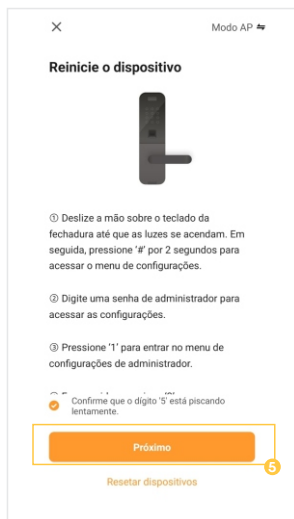 Modo AP
Reinicie o dispositivo
① Deslize a mão sobre o teclado da
fechadura até que as luzes se acendam. Em
seguida, pressione '#' por 2 segundos para
acessar o menu de configurações.
② Digite uma senha de administrador para
acessar as configurações.
③ Pressione '1' para entrar no menu de
configurações de administrador.
Confirme que o dígito '5' está piscando
lentamente.
Próximo
5
Resetar dispositivos